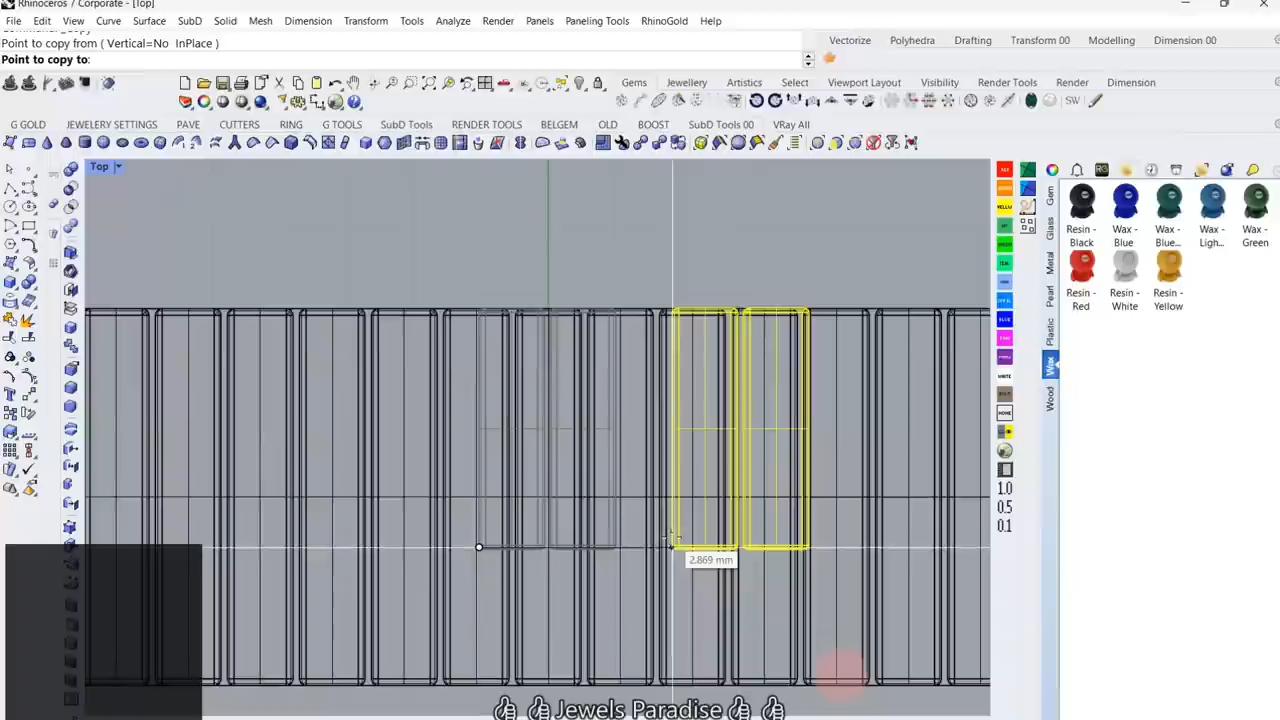 Rhinoceros 7 Corporate - [Top]
File Edit View Curve Surface SubD Solid Mesh Dimension Transform Tools Analyze Render Panels Paneling Tools RhinoGold Help
Point to copy from ( Vertical=No InPlace )
Point to copy to:
Vectorize Polyhedra Drafting Transform 00 Modelling Dimension 00
Gems Jewellery Artistics Select Viewport Layout Visibility Render Tools Render Dimension
SW
G GOLD JEWELERY SETTINGS PAVE CUTTERS RING G TOOLS SubD Tools RENDER TOOLS BELGEM OLD BOOST SubD Tools 00 VRay All
Top
Gem
Glass
Metal
Pearl
Plastic
Wax
Wood
Resin - Black
Wax - Blue
Wax - Blue...
Wax - Ligh...
Wax - Green
Resin - Red
Resin - White
Resin - Yellow
BLUE
WHITE
NONE
1.0
0.5
0.1
2.869 mm
Jewels Paradise